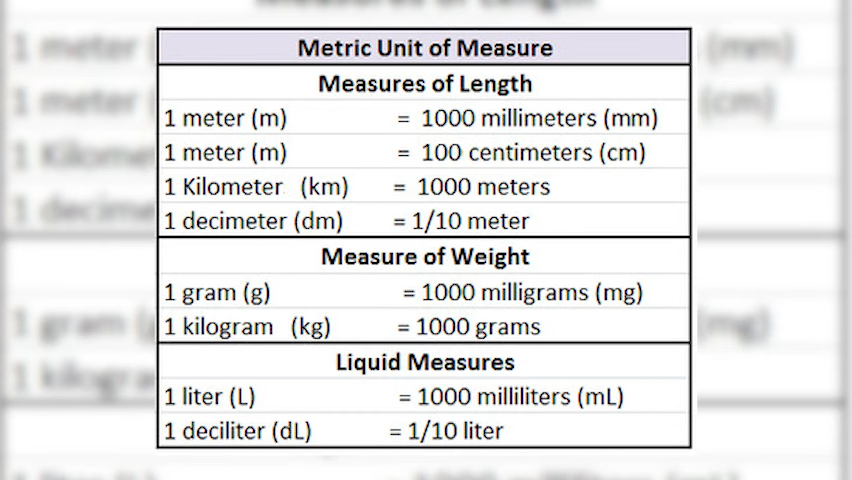 Metric Unit of Measure
Measures of Length
1 meter (m) = 1000 millimeters (mm)
1 meter (m) = 100 centimeters (cm)
1 Kilometer (km) = 1000 meters
1 decimeter (dm) = 1/10 meter
Measure of Weight
1 gram (g) = 1000 milligrams (mg)
1 kilogram (kg) = 1000 grams
Liquid Measures
1 liter (L) = 1000 milliliters (mL)
1 deciliter (dL) = 1/10 liter